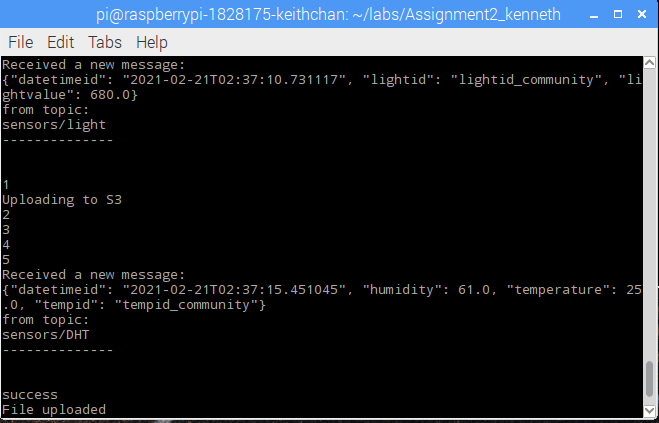 pi@raspberrypi-1828175-keithchan: ~/labs/Assignment2_kenneth
File Edit Tabs Help
Received a new message:
{"datetimeid": "2021-02-21T02:37:10.731117", "lightid": "lightid_community", "li
ghtvalue": 680.0}
from topic:
sensors/light
--------------
1
Uploading to S3
2
3
4
5
Received a new message:
{"datetimeid": "2021-02-21T02:37:15.451045", "humidity": 61.0, "temperature": 25
.0, "tempid": "tempid_community"}
from topic:
sensors/DHT
--------------
success
File uploaded